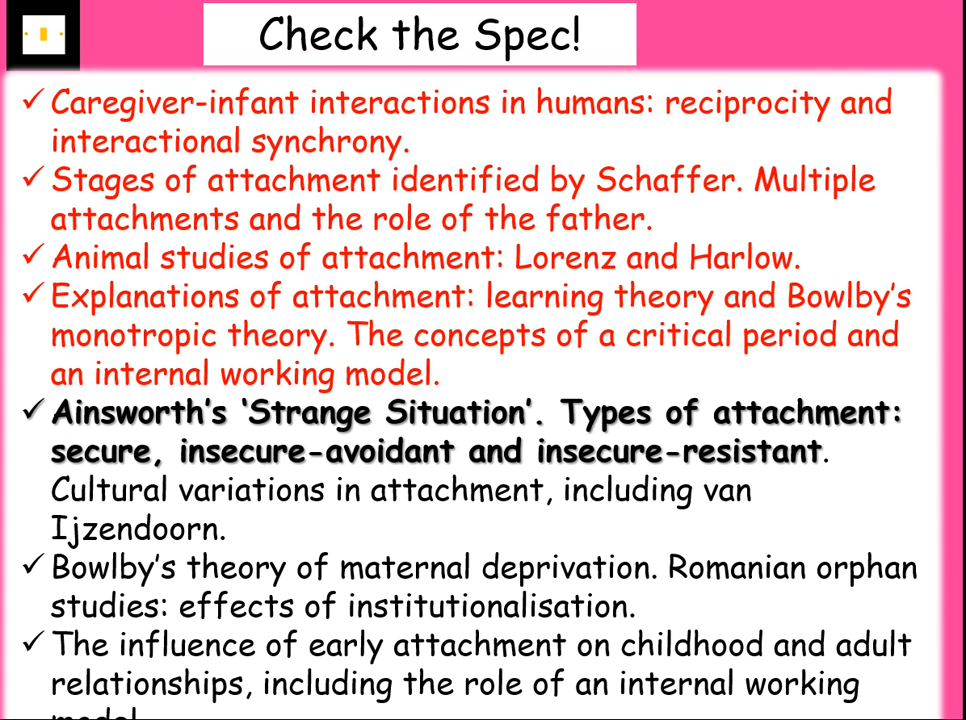 Check the Spec!
✓ Caregiver-infant interactions in humans: reciprocity and
interactional synchrony.
✓ Stages of attachment identified by Schaffer. Multiple
attachments and the role of the father.
✓ Animal studies of attachment: Lorenz and Harlow.
✓ Explanations of attachment: learning theory and Bowlby's
monotropic theory. The concepts of a critical period and
an internal working model.
✓ Ainsworth's ‘Strange Situation’. Types of attachment:
secure, insecure-avoidant and insecure-resistant.
Cultural variations in attachment, including van
Ijzendoorn.
✓ Bowlby's theory of maternal deprivation. Romanian orphan
studies: effects of institutionalisation.
✓ The influence of early attachment on childhood and adult
relationships, including the role of an internal working
model